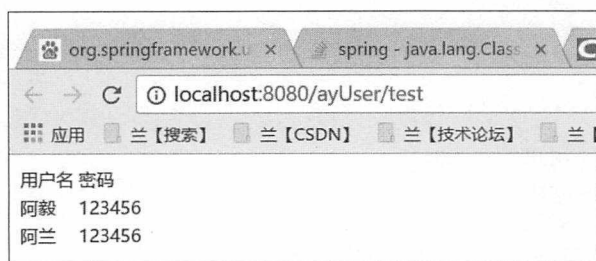 org.springframework.u × spring - java.lang.Class ×
localhost:8080/ayUser/test
应用 兰【搜索】 兰【CSDN】 兰【技术论坛】 兰【
用户名 密码
阿毅 123456
阿兰 123456